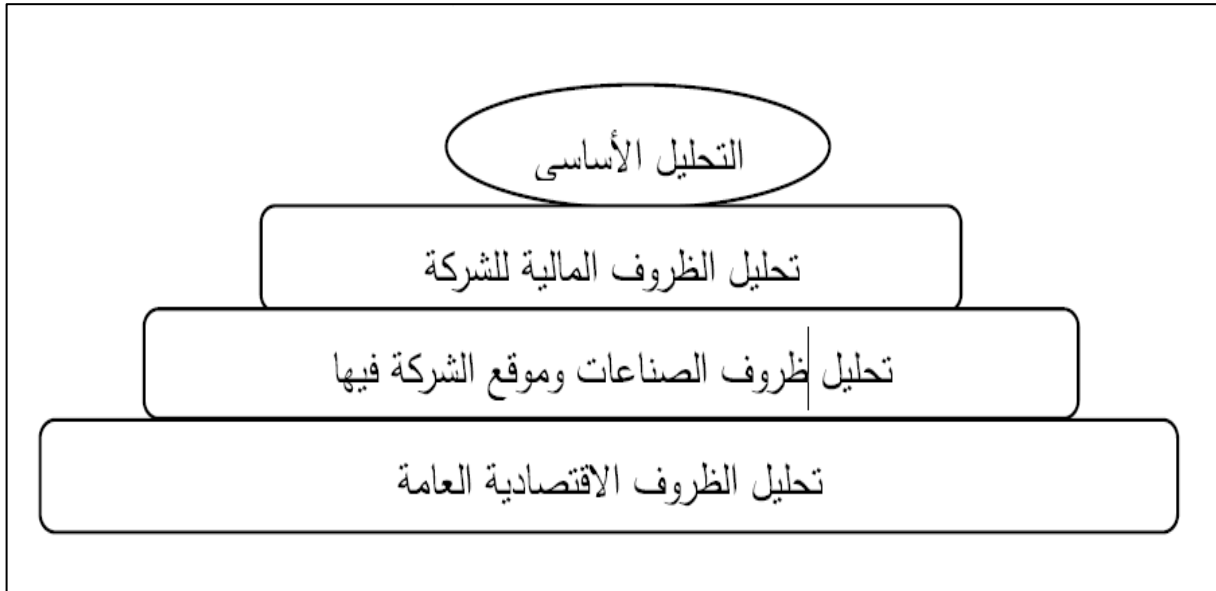 التحليل الأساسى
تحليل الظروف المالية للشركة
تحليل ظروف الصناعات وموقع الشركة فيها
تحليل الظروف الاقتصادية العامة